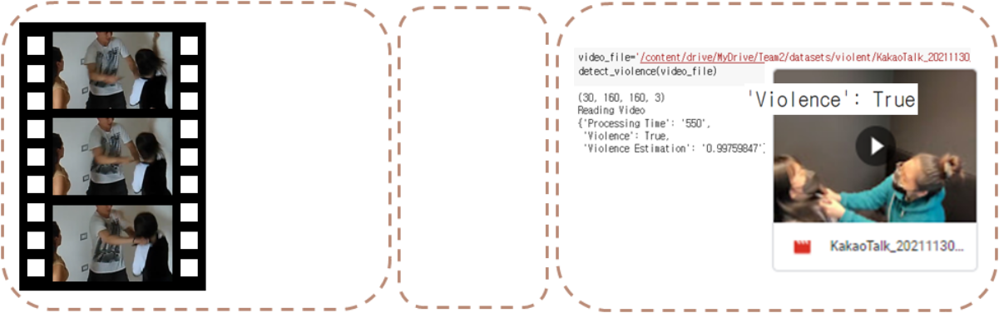 video_file='/content/drive/MyDrive/Team2/datasets/violent/KakaoTalk_20211130
detect_violence(video_file)
(30, 160, 160, 3)
Reading Video
{'Processing Time': '550',
'Violence': True,
'Violence Estimation': '0.99759847'}
'Violence': True
KakaoTalk_20211130...